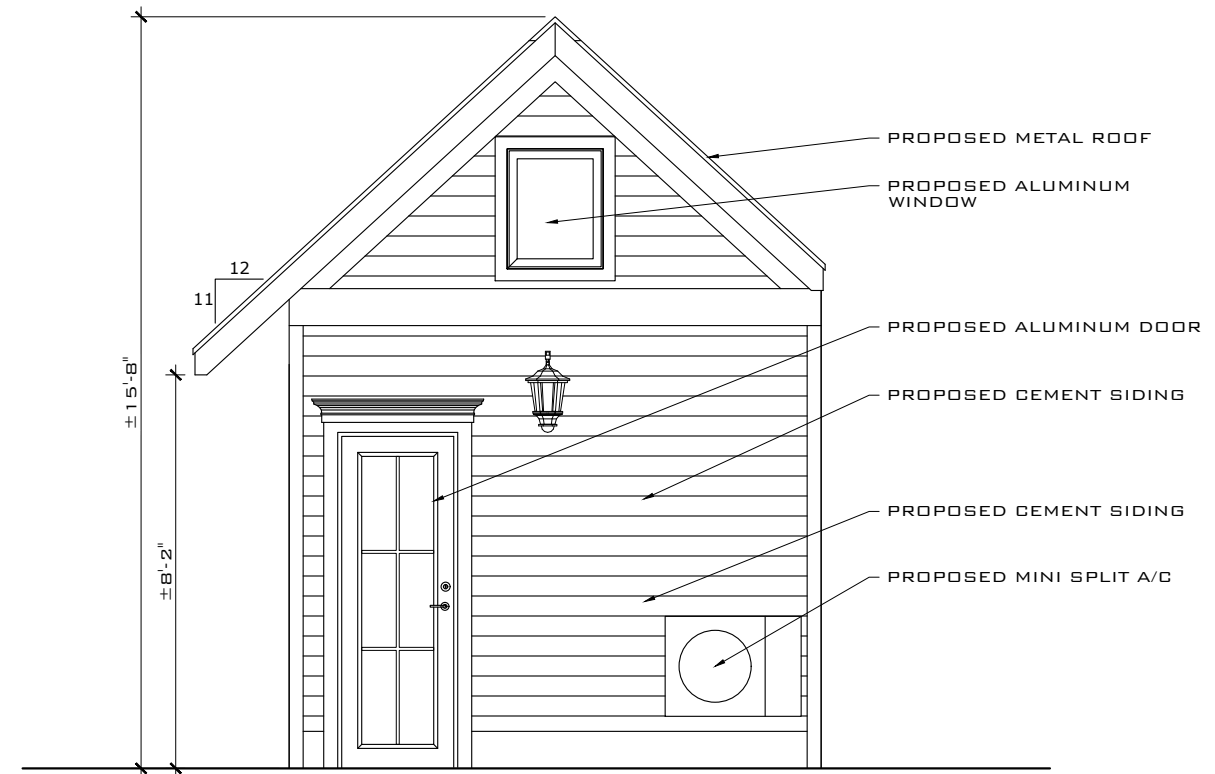 PROPOSED METAL ROOF
PROPOSED ALUMINUM
WINDOW
12
11
PROPOSED ALUMINUM DOOR
±15'-8"
PROPOSED CEMENT SIDING
PROPOSED CEMENT SIDING
±8'-2"
PROPOSED MINI SPLIT A/C